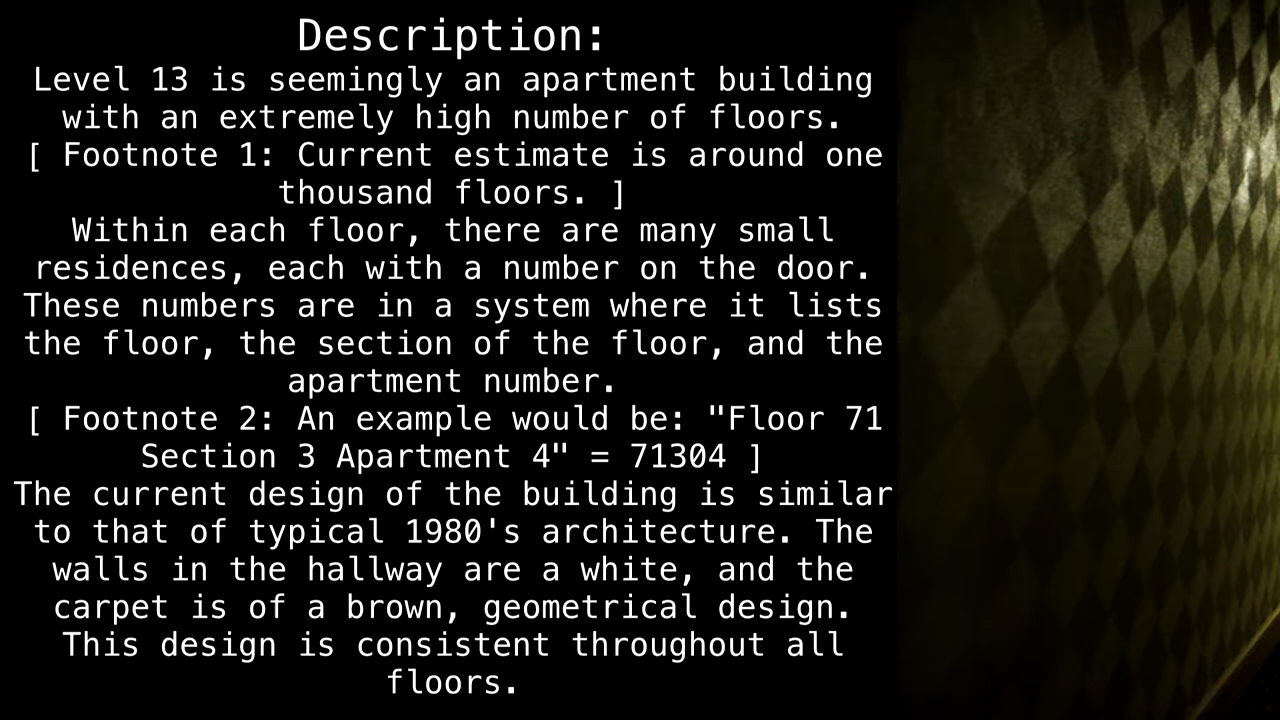 Description:
Level 13 is seemingly an apartment building
with an extremely high number of floors.
[ Footnote 1: Current estimate is around one
thousand floors. ]
Within each floor, there are many small
residences, each with a number on the door.
These numbers are in a system where it lists
the floor, the section of the floor, and the
apartment number.
[ Footnote 2: An example would be: "Floor 71
Section 3 Apartment 4" = 71304 ]
The current design of the building is similar
to that of typical 1980's architecture. The
walls in the hallway are a white, and the
carpet is of a brown, geometrical design.
This design is consistent throughout all
floors.